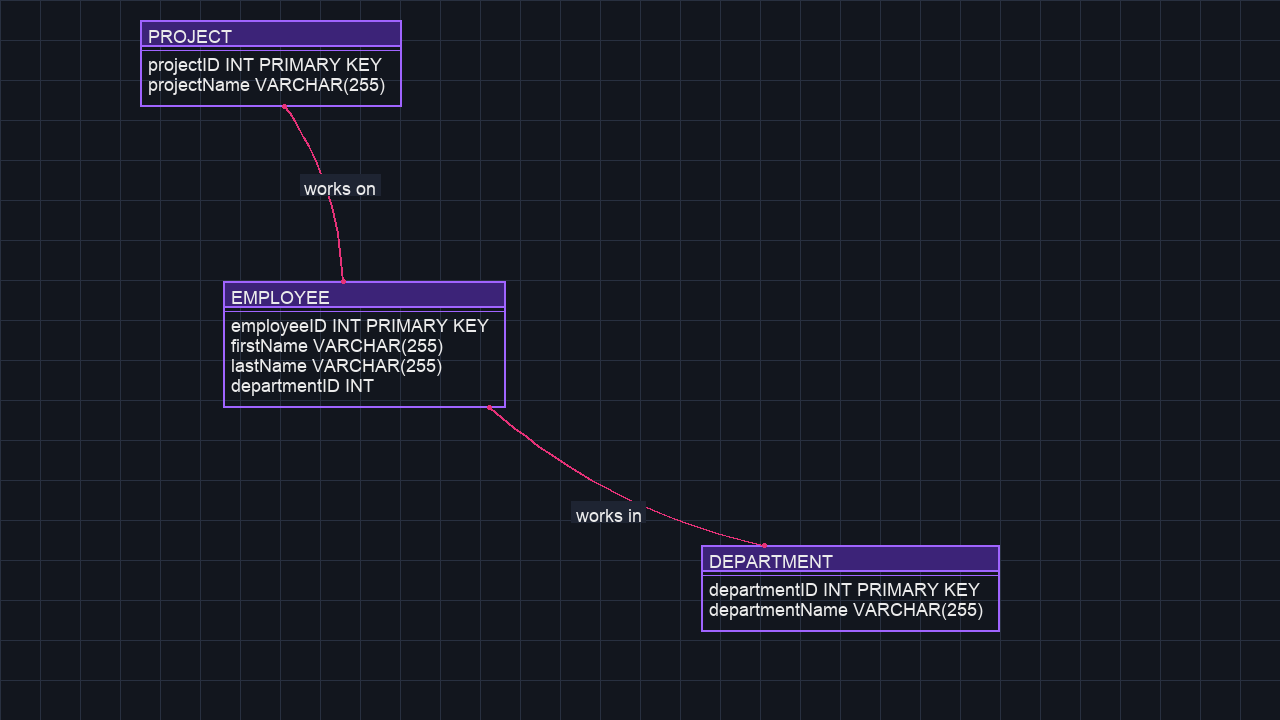 PROJECT
projectID INT PRIMARY KEY
projectName VARCHAR(255)
works on
EMPLOYEE
employeeID INT PRIMARY KEY
firstName VARCHAR(255)
lastName VARCHAR(255)
departmentID INT
works in
DEPARTMENT
departmentID INT PRIMARY KEY
departmentName VARCHAR(255)